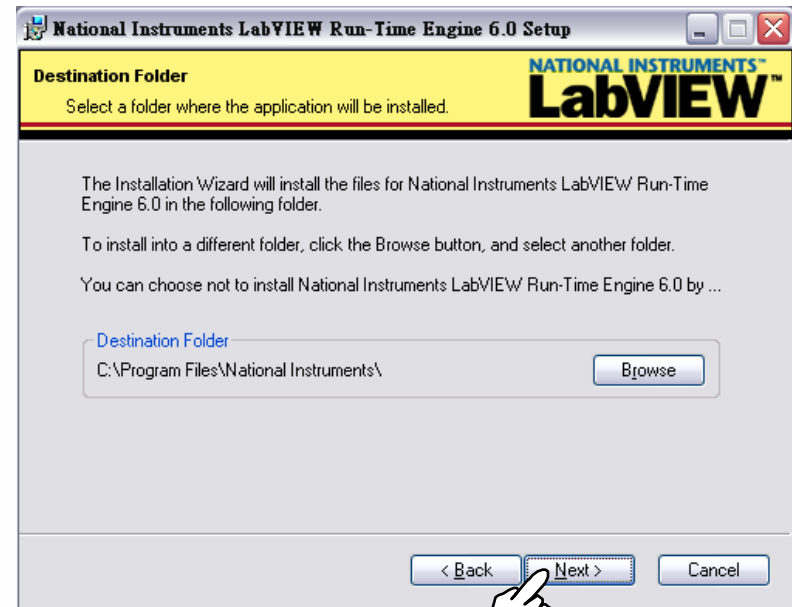 National Instruments LabVIEW Run-Time Engine 6.0 Setup
Destination Folder
Select a folder where the application will be installed.
NATIONAL INSTRUMENTS™
LabVIEW™
The Installation Wizard will install the files for National Instruments LabVIEW Run-Time
Engine 6.0 in the following folder.
To install into a different folder, click the Browse button, and select another folder.
You can choose not to install National Instruments LabVIEW Run-Time Engine 6.0 by ...
Destination Folder
C:\Program Files\National Instruments\
Browse
< Back
Next >
Cancel